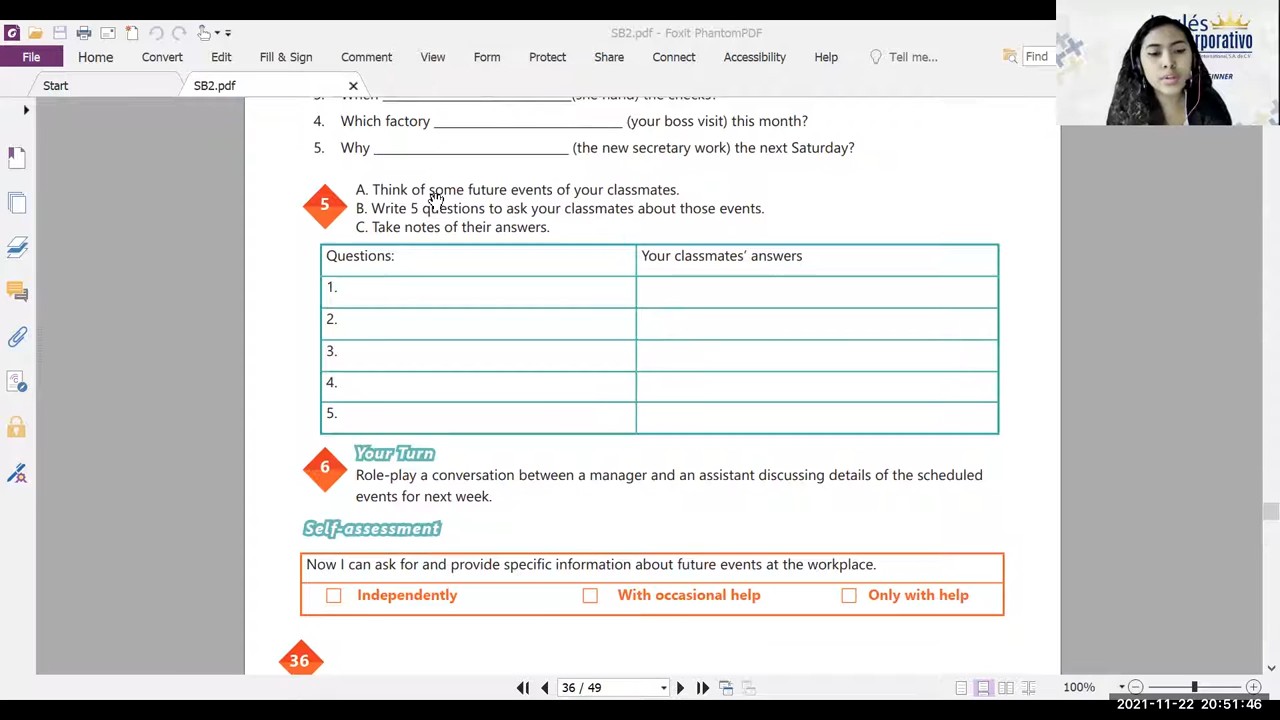 SB2.pdf - Foxit PhantomPDF
File Home Convert Edit Fill & Sign Comment View Form Protect Share Connect Accessibility Help Tell me... Find
Start SB2.pdf
(she hand) the checks?
4. Which factory ____________________________ (your boss visit) this month?
5. Why ____________________________ (the new secretary work) the next Saturday?
5
A. Think of some future events of your classmates.
B. Write 5 questions to ask your classmates about those events.
C. Take notes of their answers.
Questions: Your classmates’ answers
1.
2.
3.
4.
5.
6
Your Turn
Role-play a conversation between a manager and an assistant discussing details of the scheduled
events for next week.
Self-assessment
Now I can ask for and provide specific information about future events at the workplace.
Independently With occasional help Only with help
36
36 / 49
100%
2021-11-22 20:51:46